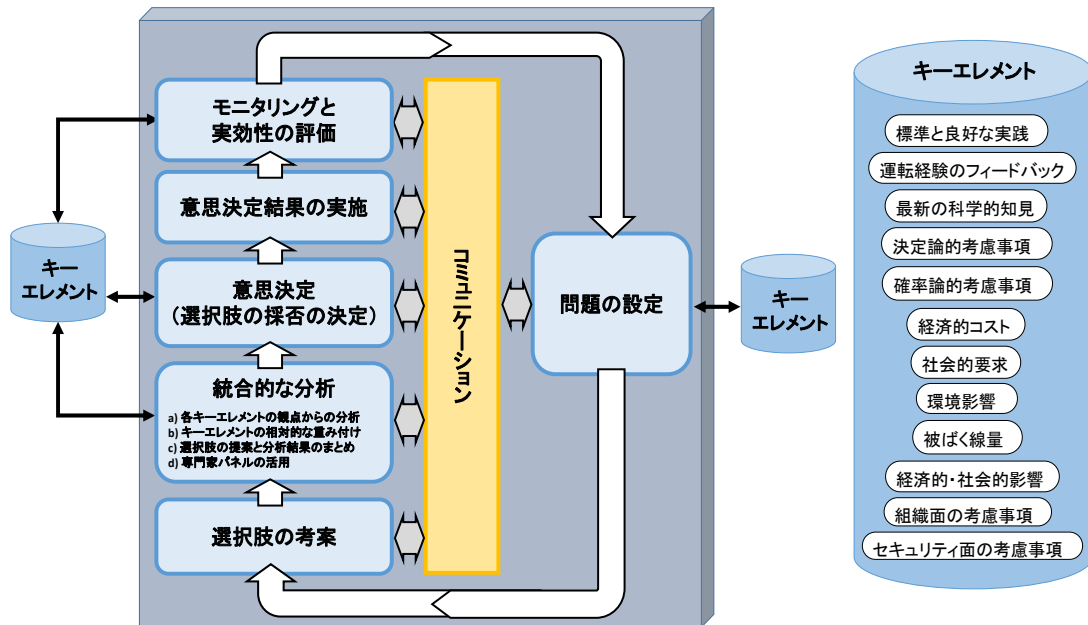 モニタリングと
実効性の評価
意思決定結果の実施
意思決定
(選択肢の採否の決定)
統合的な分析
a) 各キーエレメントの観点からの分析
b) キーエレメントの相対的な重み付け
c) 選択肢の提案と分析結果のまとめ
d) 専門家パネルの活用
選択肢の考案
キー
エレメント
コミュニケーション
問題の設定
キー
エレメント
キーエレメント
標準と良好な実践
運転経験のフィードバック
最新の科学的知見
決定論的考慮事項
確率論的考慮事項
経済的コスト
社会的要求
環境影響
被ばく線量
経済的・社会的影響
組織面の考慮事項
セキュリティ面の考慮事項